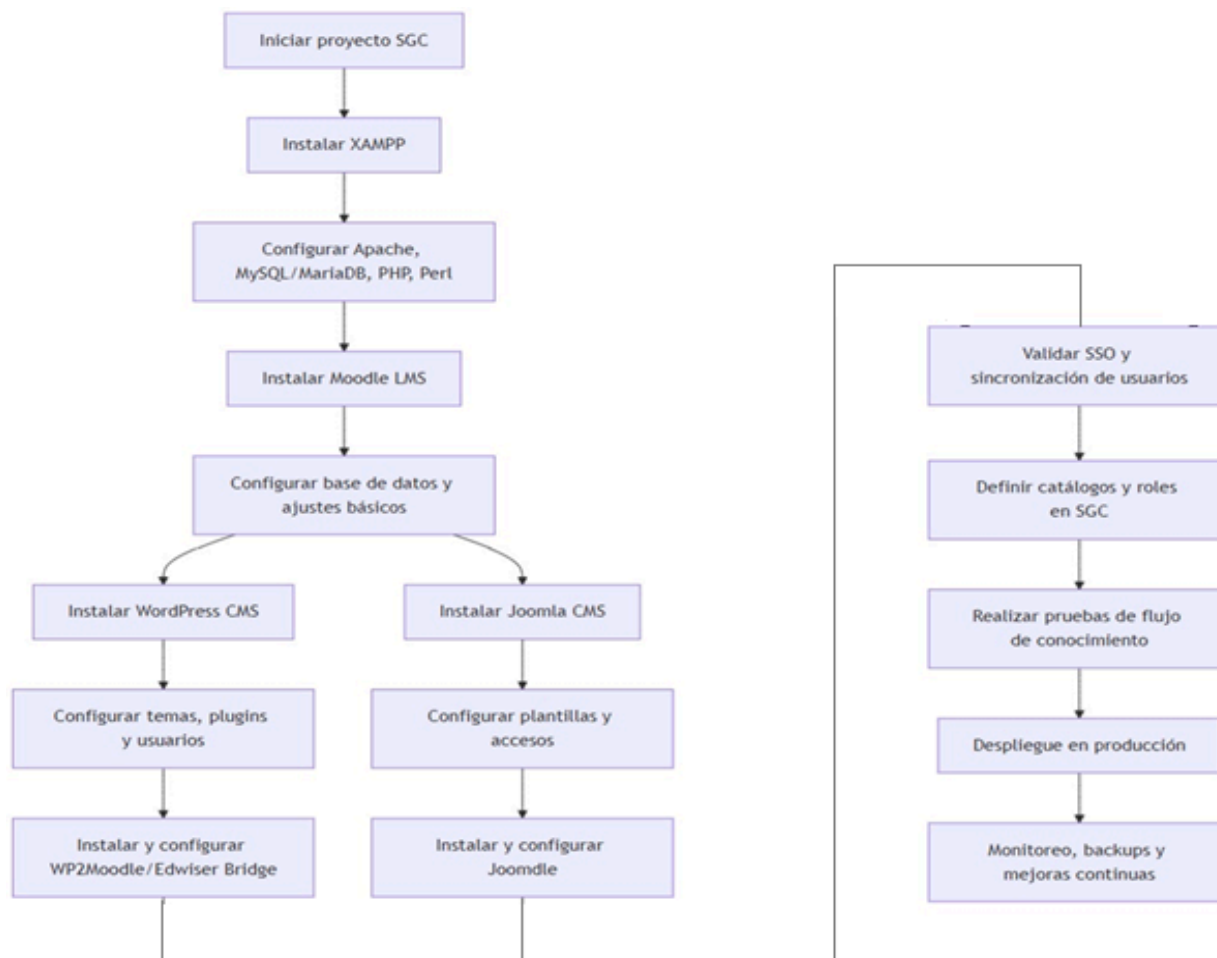 Iniciar proyecto SGC
Instalar XAMPP
Configurar Apache,
MySQL/MariaDB, PHP, Perl
Instalar Moodle LMS
Configurar base de datos y
ajustes básicos
Instalar WordPress CMS
Instalar Joomla CMS
Configurar temas, plugins
y usuarios
Configurar plantillas y
accesos
Instalar y configurar
WP2Moodle/Edwiser Bridge
Instalar y configurar
Joomdle
Validar SSO y
sincronización de usuarios
Definir catálogos y roles
en SGC
Realizar pruebas de flujo
de conocimiento
Despliegue en producción
Monitoreo, backups y
mejoras continuas